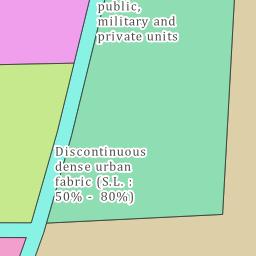 public,
military and
private units
Discontinuous
dense urban
fabric (S.L. :
50% -  80%)